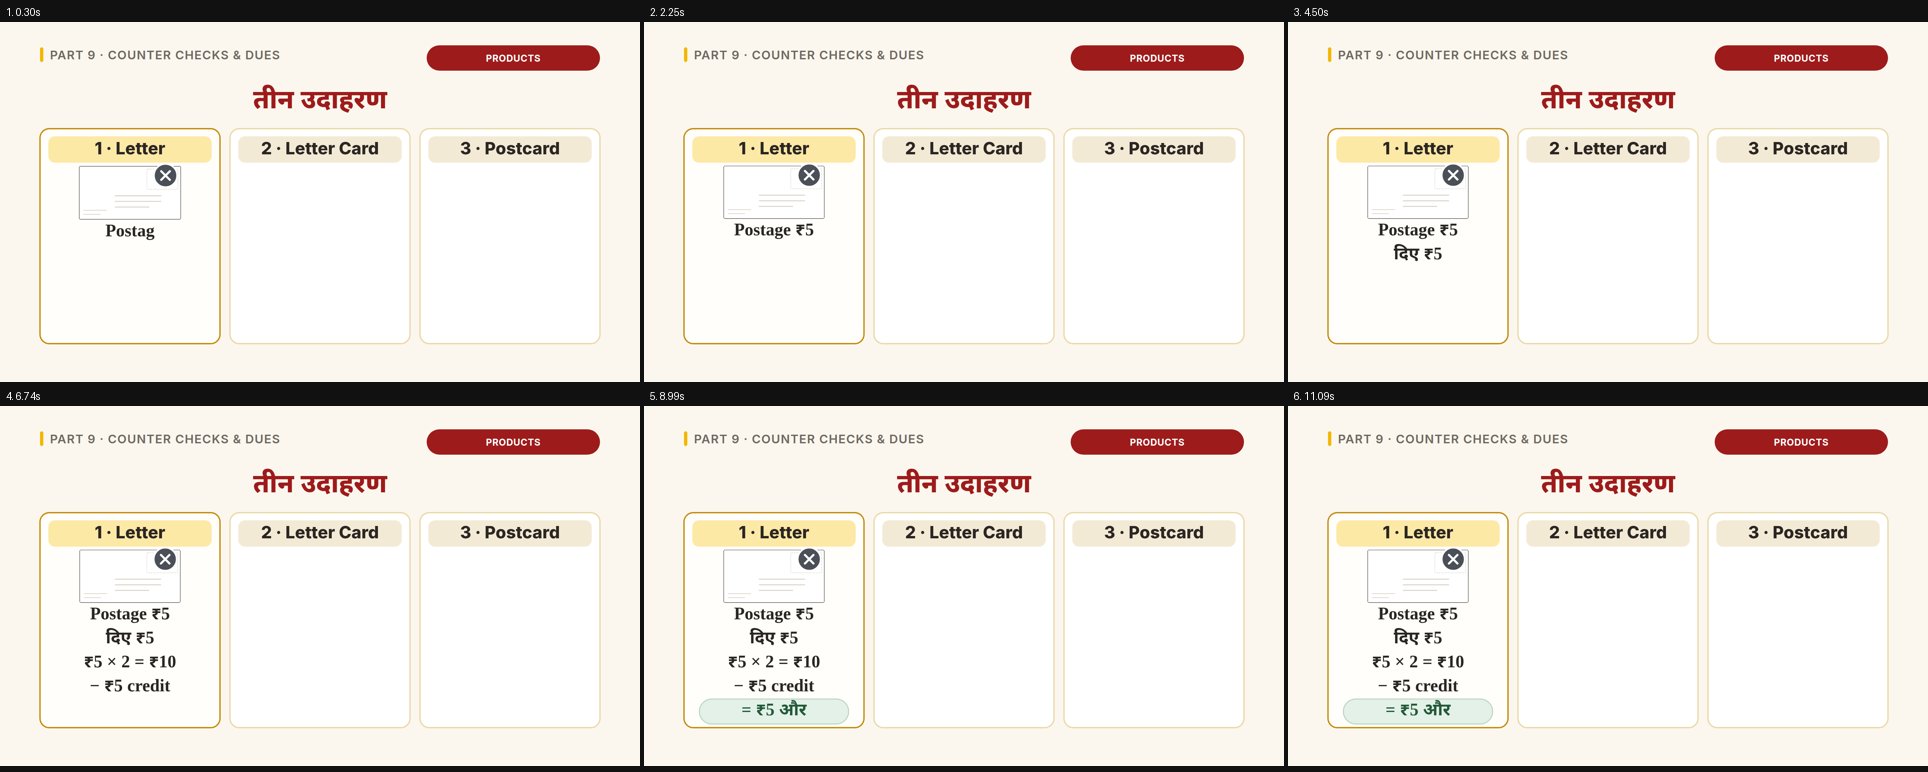 1. 0.30s
PART 9 · COUNTER CHECKS & DUES
PRODUCTS
तीन उदाहरण
1 · Letter
2 · Letter Card
3 · Postcard
Postag
2. 2.25s
PART 9 · COUNTER CHECKS & DUES
PRODUCTS
तीन उदाहरण
1 · Letter
2 · Letter Card
3 · Postcard
Postage ₹5
3. 4.50s
PART 9 · COUNTER CHECKS & DUES
PRODUCTS
तीन उदाहरण
1 · Letter
2 · Letter Card
3 · Postcard
Postage ₹5
दिए ₹5
4. 6.74s
PART 9 · COUNTER CHECKS & DUES
PRODUCTS
तीन उदाहरण
1 · Letter
2 · Letter Card
3 · Postcard
Postage ₹5
दिए ₹5
₹5 × 2 = ₹10
− ₹5 credit
5. 8.99s
PART 9 · COUNTER CHECKS & DUES
PRODUCTS
तीन उदाहरण
1 · Letter
2 · Letter Card
3 · Postcard
Postage ₹5
दिए ₹5
₹5 × 2 = ₹10
− ₹5 credit
= ₹5 और
6. 11.09s
PART 9 · COUNTER CHECKS & DUES
PRODUCTS
तीन उदाहरण
1 · Letter
2 · Letter Card
3 · Postcard
Postage ₹5
दिए ₹5
₹5 × 2 = ₹10
− ₹5 credit
= ₹5 और